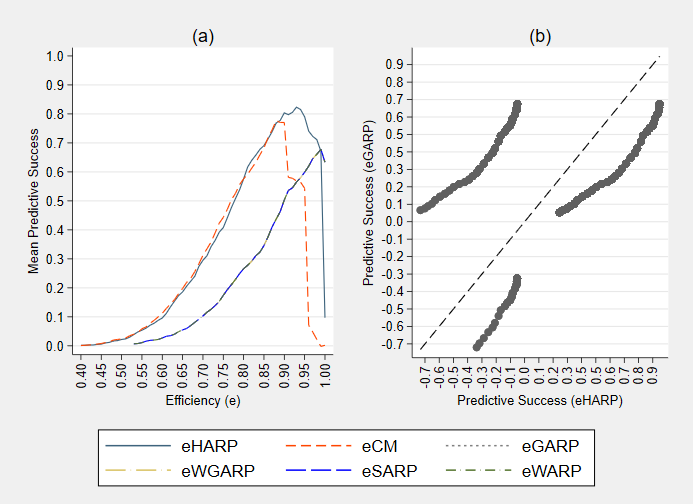 (a)
Mean Predictive Success
1.0
0.9
0.8
0.7
0.6
0.5
0.4
0.3
0.2
0.1
0.0
0.40 0.45 0.50 0.55 0.60 0.65 0.70 0.75 0.80 0.85 0.90 0.95 1.00
Efficiency (e)
(b)
Predictive Success (eGARP)
0.9
0.8
0.7
0.6
0.5
0.4
0.3
0.2
0.1
0.0
-0.1
-0.2
-0.3
-0.4
-0.5
-0.6
-0.7
-0.7 -0.6 -0.5 -0.4 -0.3 -0.2 -0.1 0.0 0.1 0.2 0.3 0.4 0.5 0.6 0.7 0.8 0.9
Predictive Success (eHARP)
eHARP eCM eGARP
eWGARP eSARP eWARP